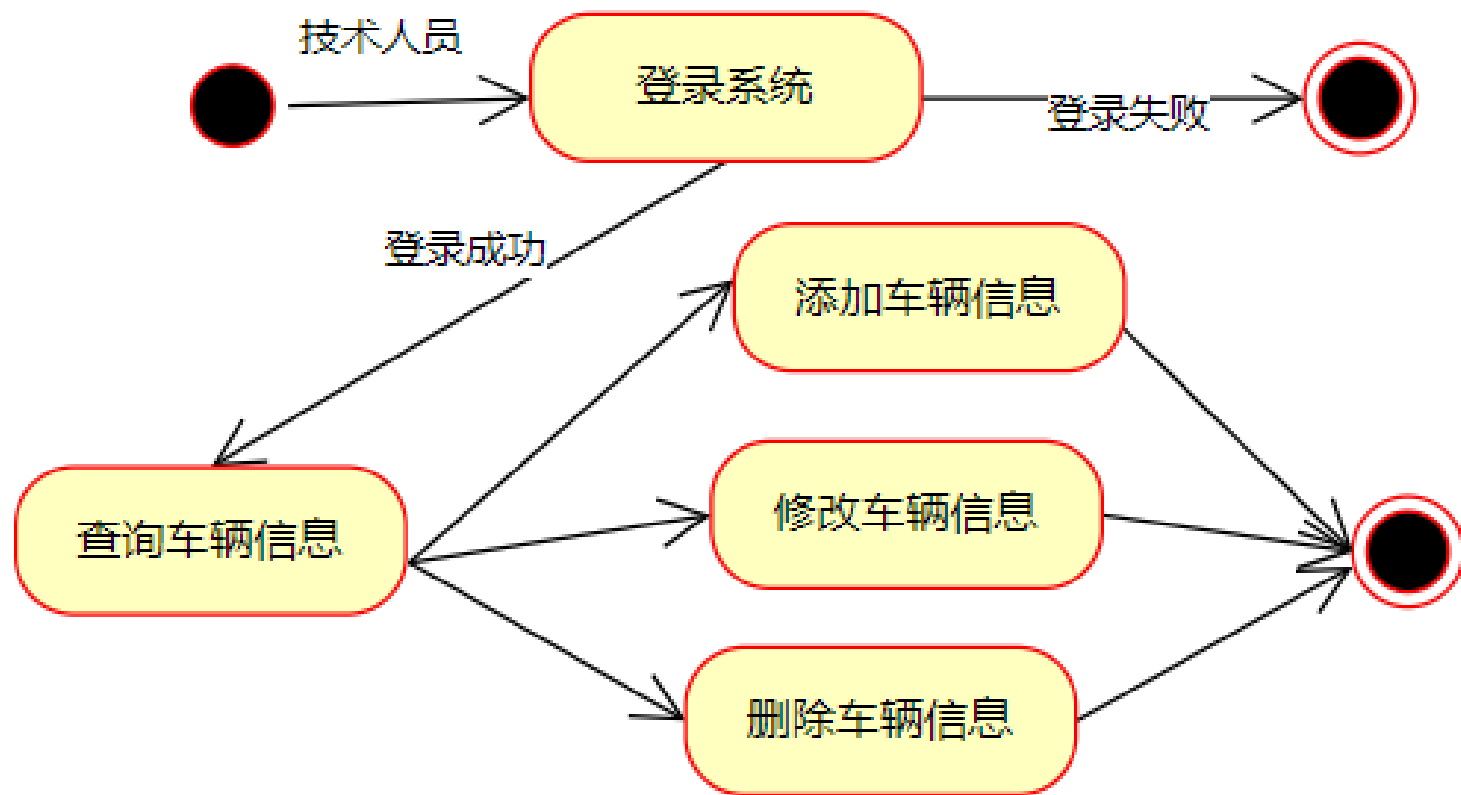 技术人员
登录系统
登录失败
登录成功
添加车辆信息
修改车辆信息
查询车辆信息
删除车辆信息